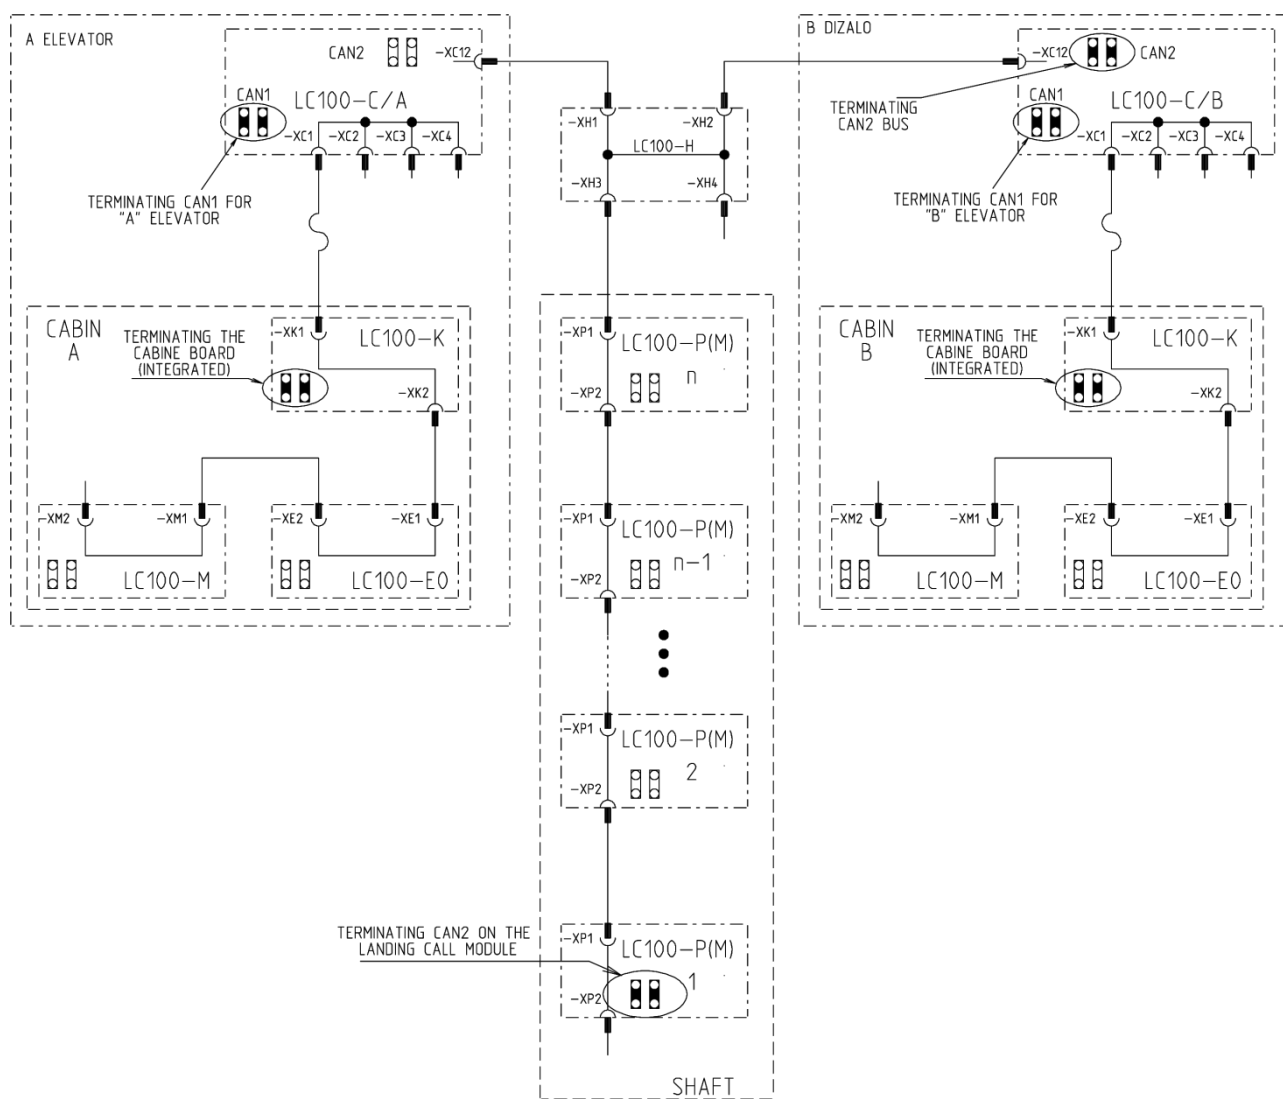 A ELEVATOR
CAN2
-XC12
CAN1
LC100-C/A
-XC1
-XC2
-XC3
-XC4
TERMINATING CAN1 FOR
"A" ELEVATOR
CABIN
A
TERMINATING THE
CABINE BOARD
(INTEGRATED)
-XK1
LC100-K
-XK2
-XM2
-XM1
LC100-M
-XE2
-XE1
LC100-E0
-XH1
-XH2
LC100-H
-XH3
-XH4
-XP1
LC100-P(M)
n
-XP2
-XP1
LC100-P(M)
n-1
-XP2
-XP1
LC100-P(M)
2
-XP2
TERMINATING CAN2 ON THE
LANDING CALL MODULE
-XP1
LC100-P(M)
1
-XP2
SHAFT
B DIZALO
-XC12
CAN2
TERMINATING
CAN2 BUS
CAN1
LC100-C/B
-XC1
-XC2
-XC3
-XC4
TERMINATING CAN1 FOR
"B" ELEVATOR
CABIN
B
TERMINATING THE
CABINE BOARD
(INTEGRATED)
-XK1
LC100-K
-XK2
-XM2
-XM1
LC100-M
-XE2
-XE1
LC100-E0